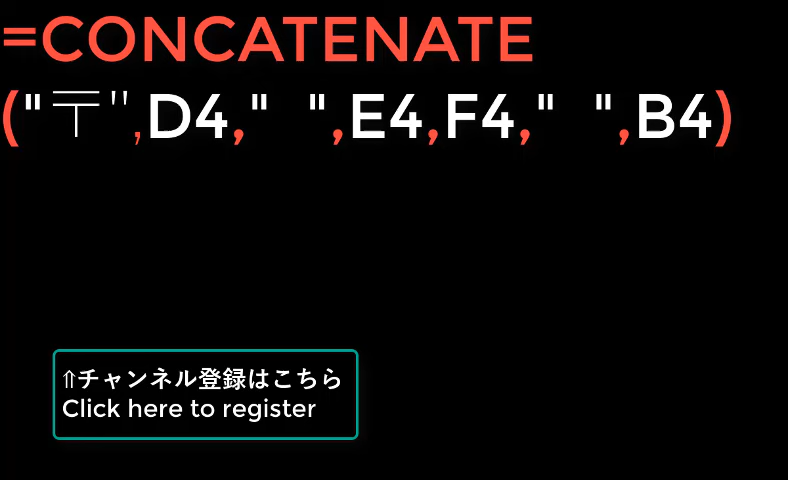 =CONCATENATE
("〒",D4,"  ",E4,F4,"  ",B4)
⇑チャンネル登録はこちら
Click here to register